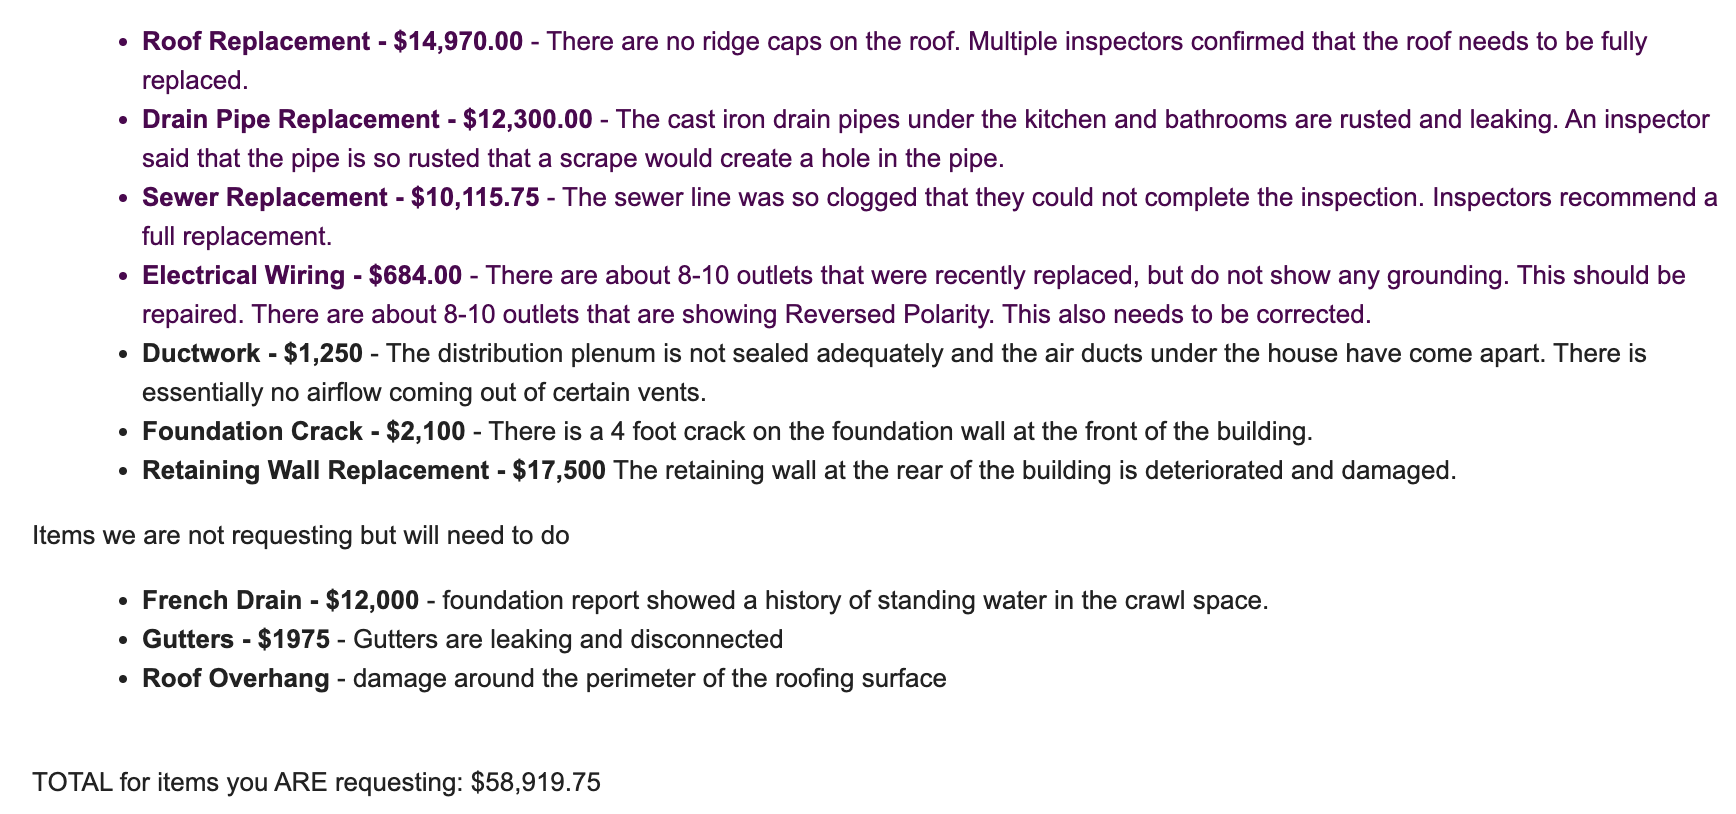 • Roof Replacement - $14,970.00 - There are no ridge caps on the roof. Multiple inspectors confirmed that the roof needs to be fully
replaced.
• Drain Pipe Replacement - $12,300.00 - The cast iron drain pipes under the kitchen and bathrooms are rusted and leaking. An inspector
said that the pipe is so rusted that a scrape would create a hole in the pipe.
• Sewer Replacement - $10,115.75 - The sewer line was so clogged that they could not complete the inspection. Inspectors recommend a
full replacement.
• Electrical Wiring - $684.00 - There are about 8-10 outlets that were recently replaced, but do not show any grounding. This should be
repaired. There are about 8-10 outlets that are showing Reversed Polarity. This also needs to be corrected.
• Ductwork - $1,250 - The distribution plenum is not sealed adequately and the air ducts under the house have come apart. There is
essentially no airflow coming out of certain vents.
• Foundation Crack - $2,100 - There is a 4 foot crack on the foundation wall at the front of the building.
• Retaining Wall Replacement - $17,500 The retaining wall at the rear of the building is deteriorated and damaged.
Items we are not requesting but will need to do
• French Drain - $12,000 - foundation report showed a history of standing water in the crawl space.
• Gutters - $1975 - Gutters are leaking and disconnected
• Roof Overhang - damage around the perimeter of the roofing surface
TOTAL for items you ARE requesting: $58,919.75